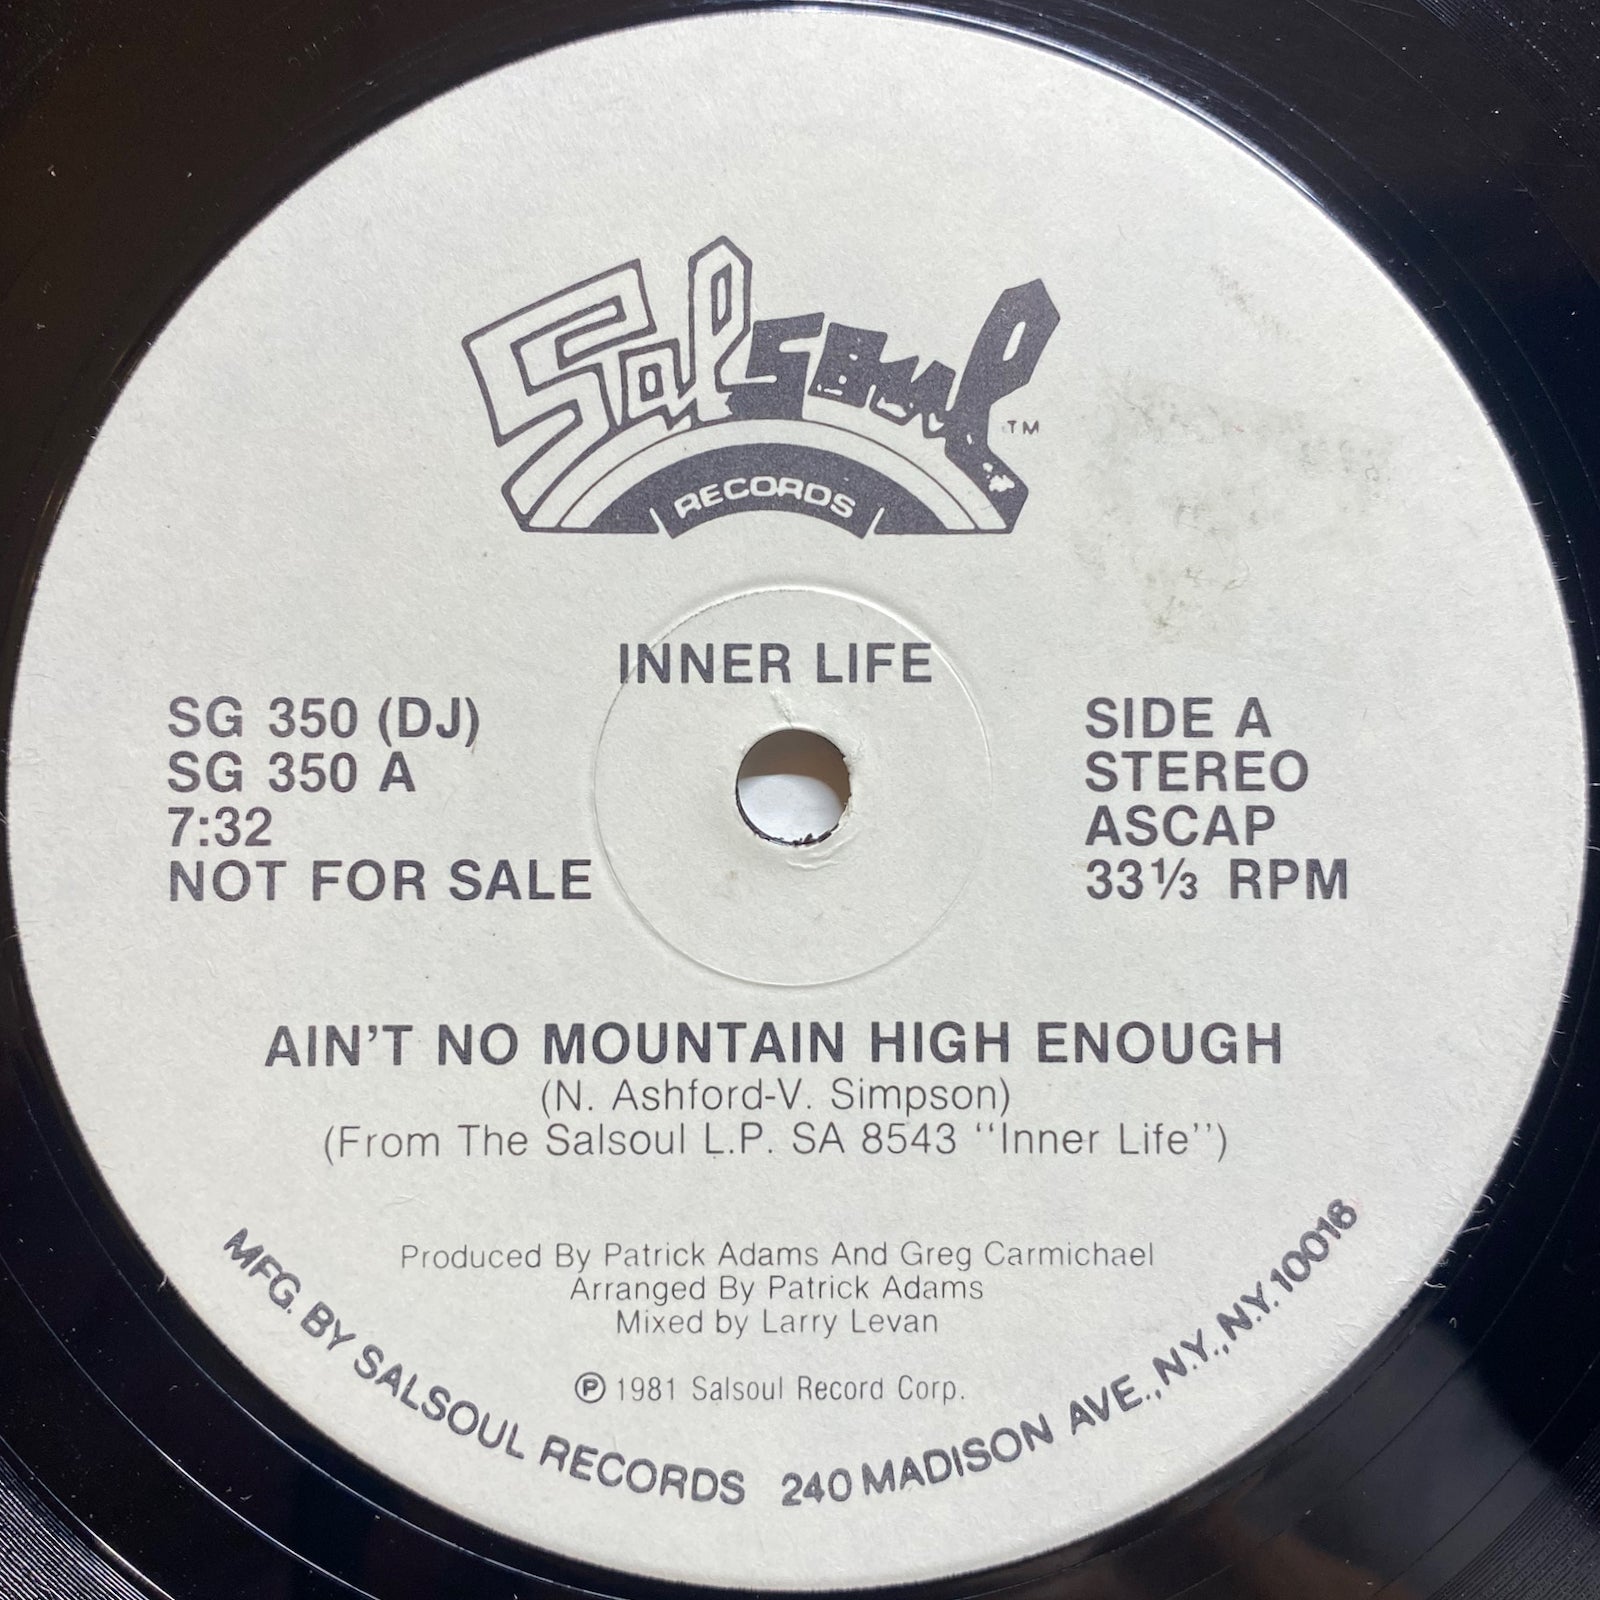 Salsoul
TM
RECORDS
INNER LIFE
SG 350 (DJ)
SG 350 A
7:32
NOT FOR SALE
SIDE A
STEREO
ASCAP
33⅓ RPM
AIN'T NO MOUNTAIN HIGH ENOUGH
(N. Ashford-V. Simpson)
(From The Salsoul L.P. SA 8543 ''Inner Life'')
Produced By Patrick Adams And Greg Carmichael
Arranged By Patrick Adams
Mixed by Larry Levan
℗ 1981 Salsoul Record Corp.
MFG. BY SALSOUL RECORDS 240 MADISON AVE., N.Y., N.Y. 10016